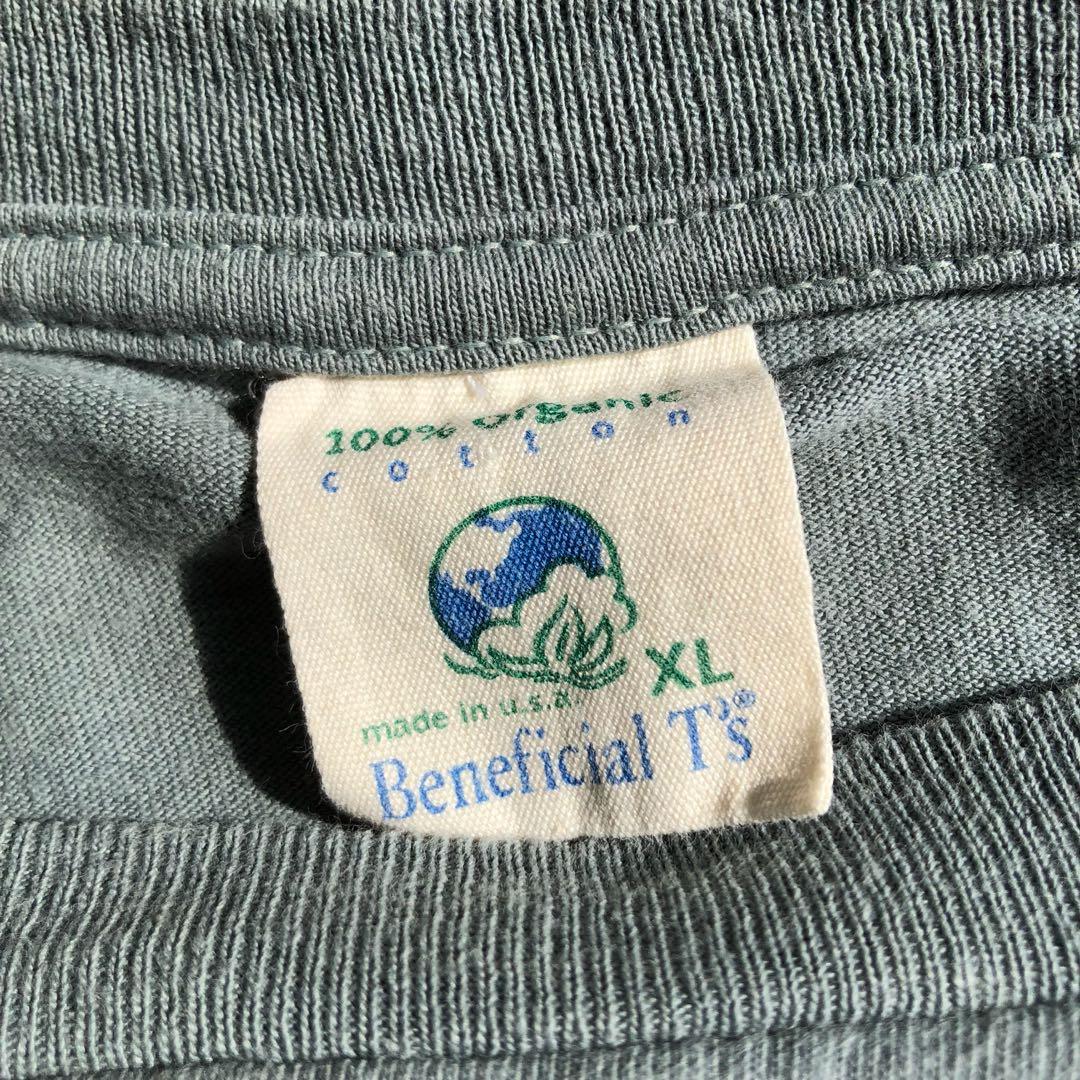 100% Organic
cotton
XL
made in u.s.a.
Beneficial T's®